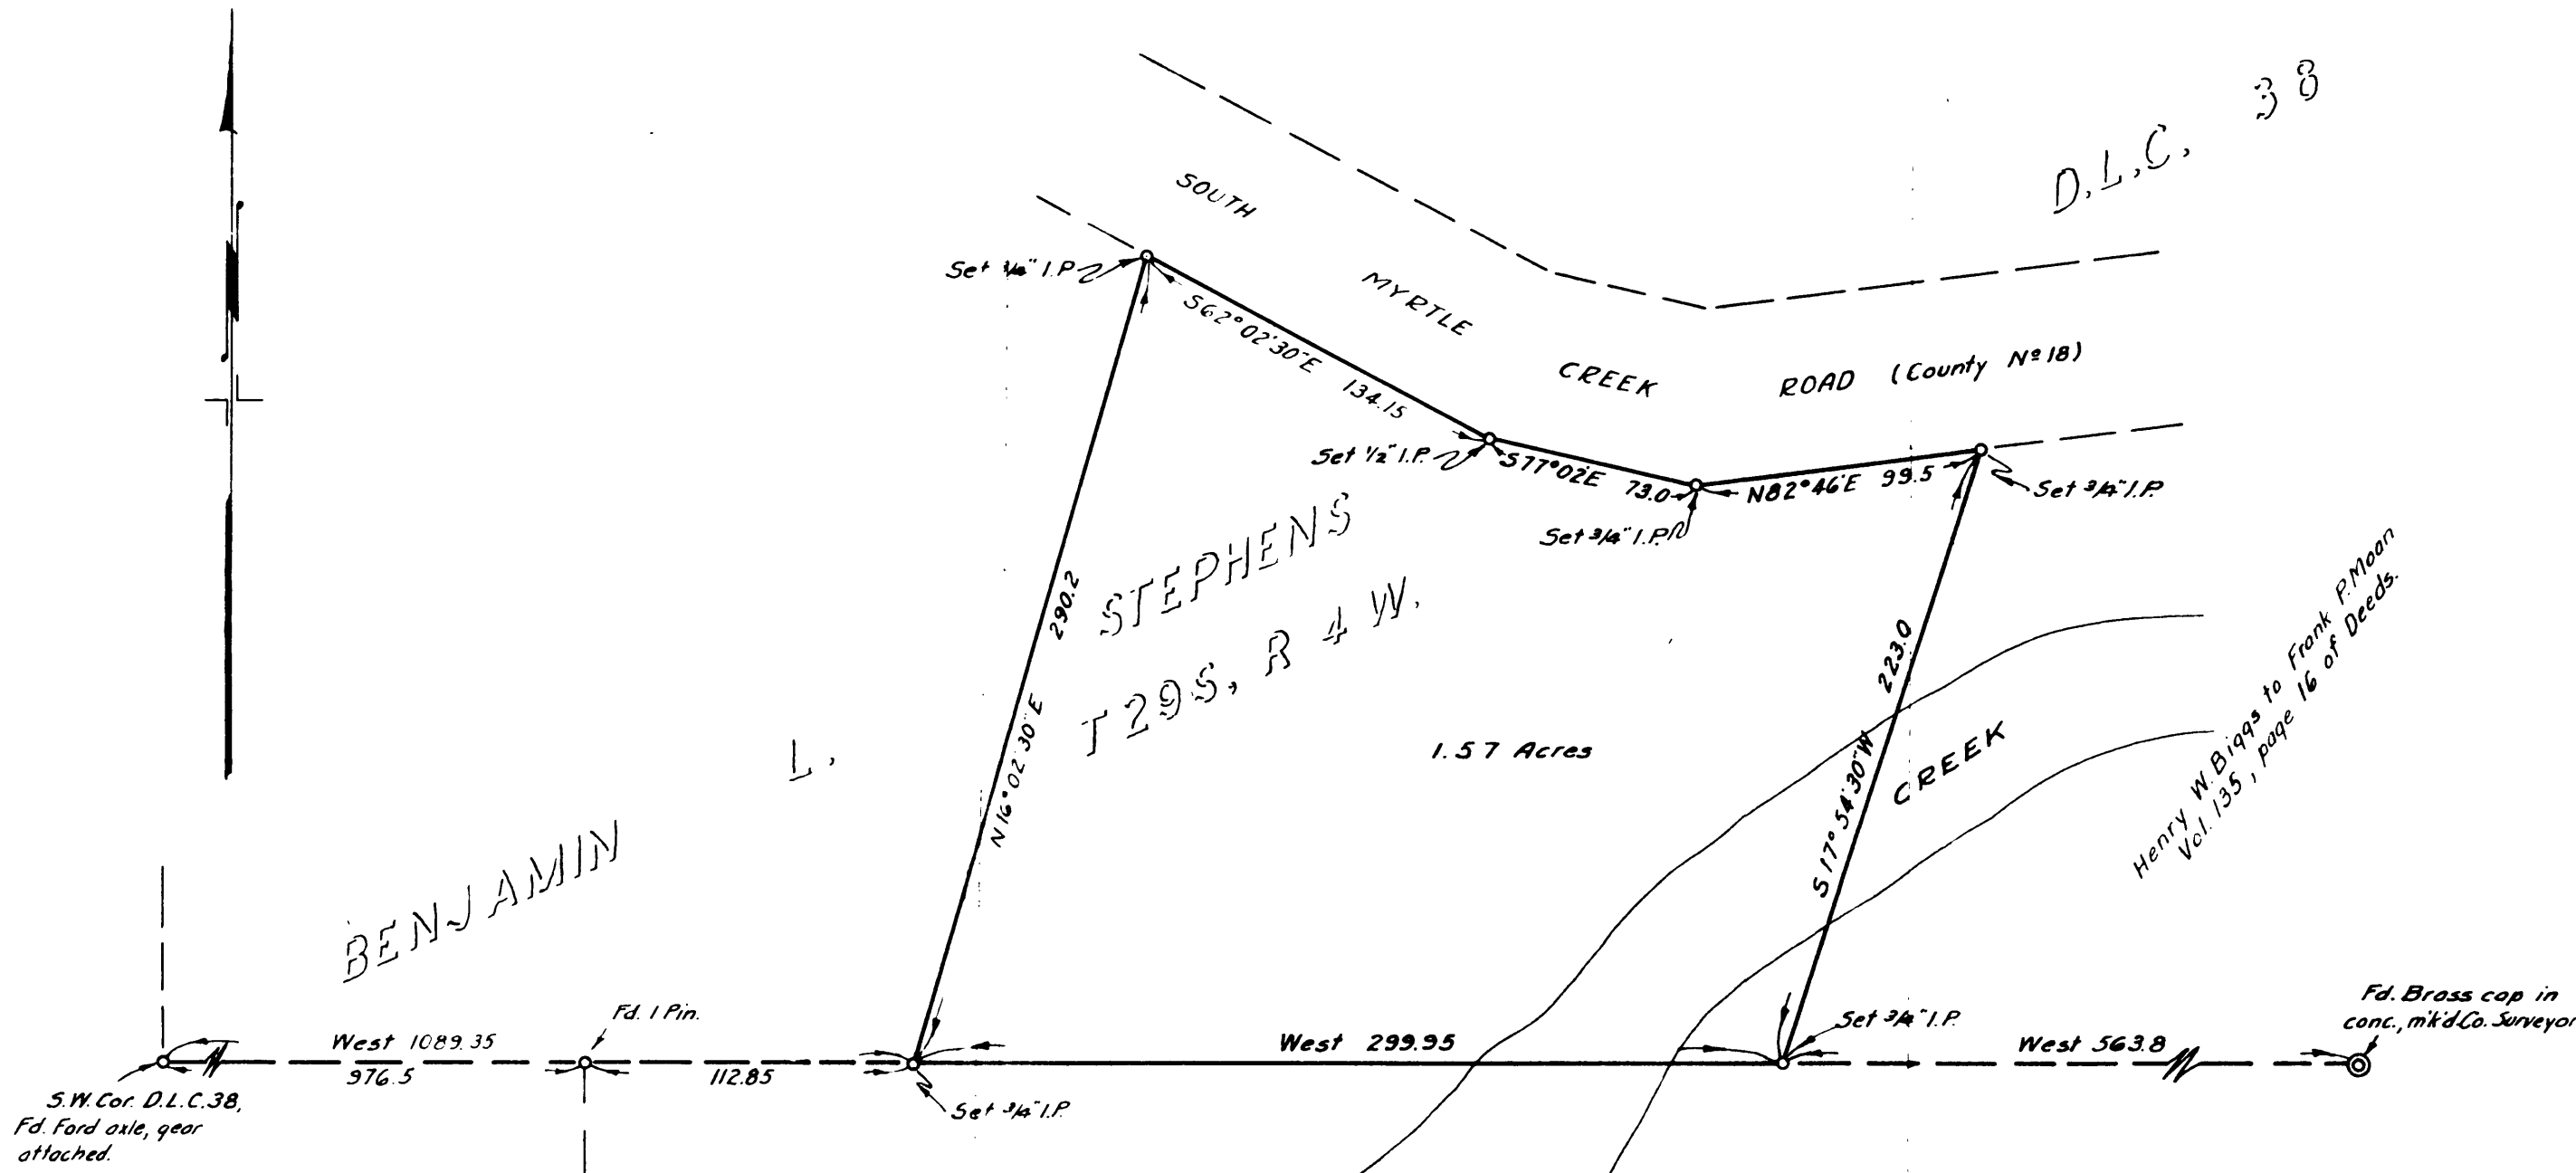 D.L.C. 38
SOUTH MYRTLE CREEK ROAD (County Nº 18)
Set 3/4" I.P.
S62°02'30"E 134.15
Set 1/2" I.P.
S77°02'E 73.0
N82°46'E 99.5
Set 3/4" I.P.
Set 3/4" I.P.
290.2
N16°02'30"E
STEPHENS
T 29 S, R 4 W.
223.0
S17°54'30"W
Henry W. Biggs to Frank P. Moan
Vol. 135, page 16 of Deeds.
L.
1.57 Acres
CREEK
BENJAMIN
Fd. I Pin.
West 1089.35
976.5
112.85
West 299.95
Set 3/4" I.P.
West 563.8
Fd. Brass cap in
conc., mk'd Co. Surveyor
S.W. Cor. D.L.C. 38,
Fd. Ford axle, gear
attached.
Set 3/4" I.P.